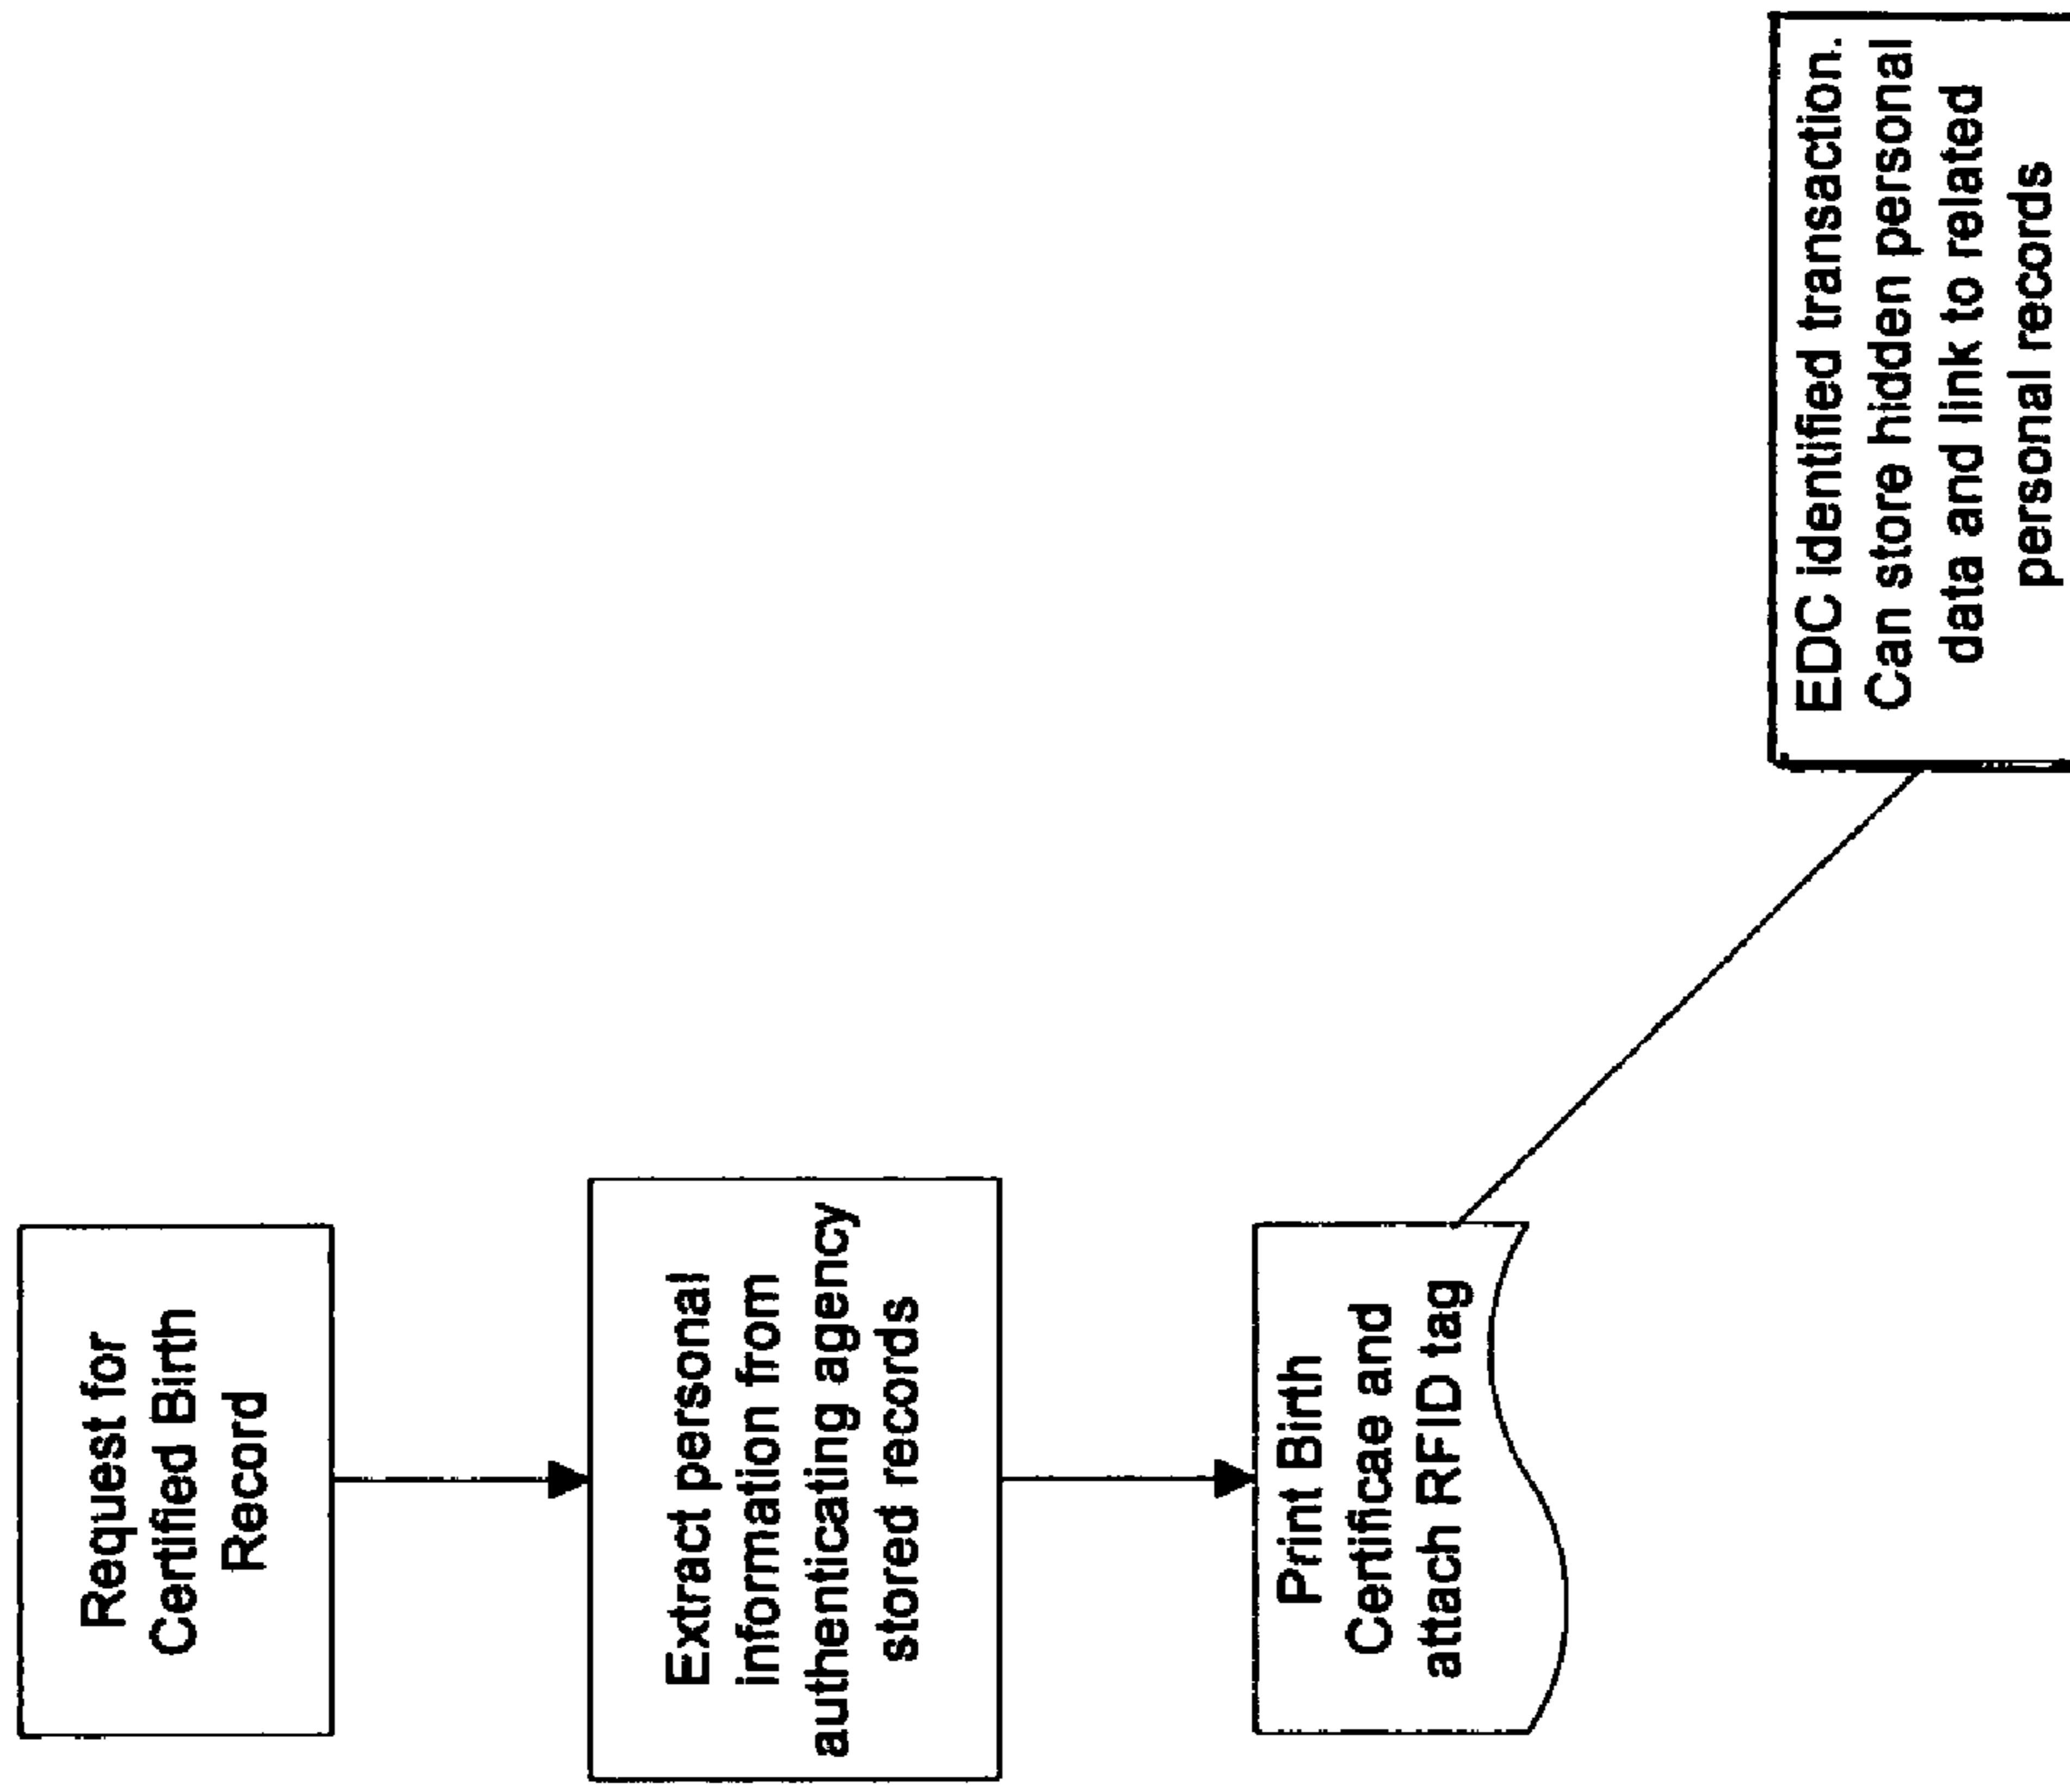 Request for
Certified Birth
Record
Extract personal
information from
authenticating agency
stored records
Print Birth
Certificae and
attach RFID tag
EDC identified transaction.
Can store hidden personal
data and link to related
personal records